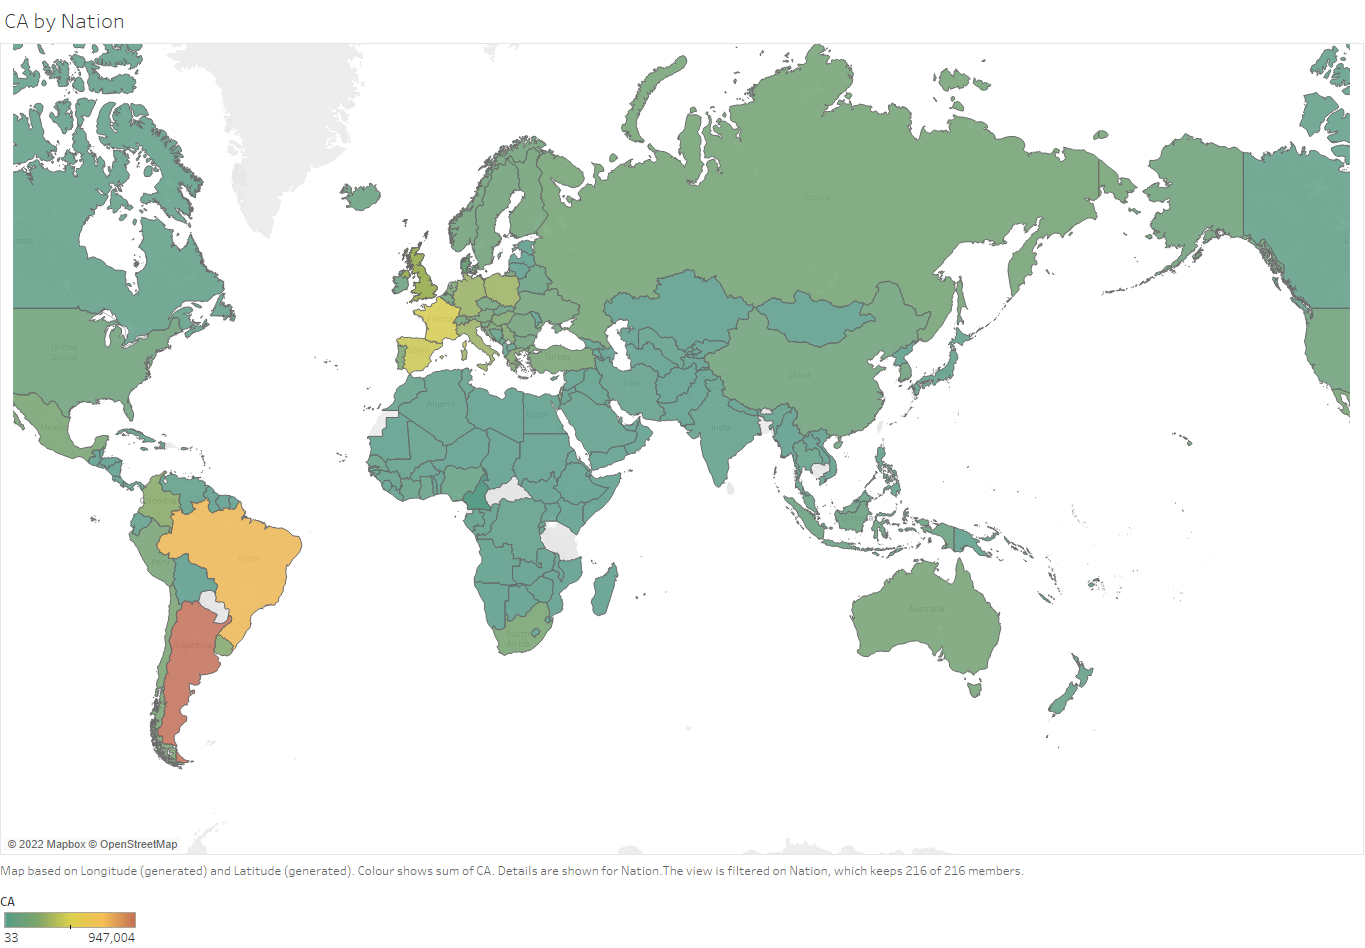 CA by Nation
Russia
nada
Ca
France
United
States
Turkey
China
Iran
Algeria
Egypt
Mexico
India
Colombia
Brazil
Peru
Australia
South
Africa
Argentina
© 2022 Mapbox © OpenStreetMap
Map based on Longitude (generated) and Latitude (generated). Colour shows sum of CA. Details are shown for Nation.The view is filtered on Nation, which keeps 216 of 216 members.
CA
33 947,004